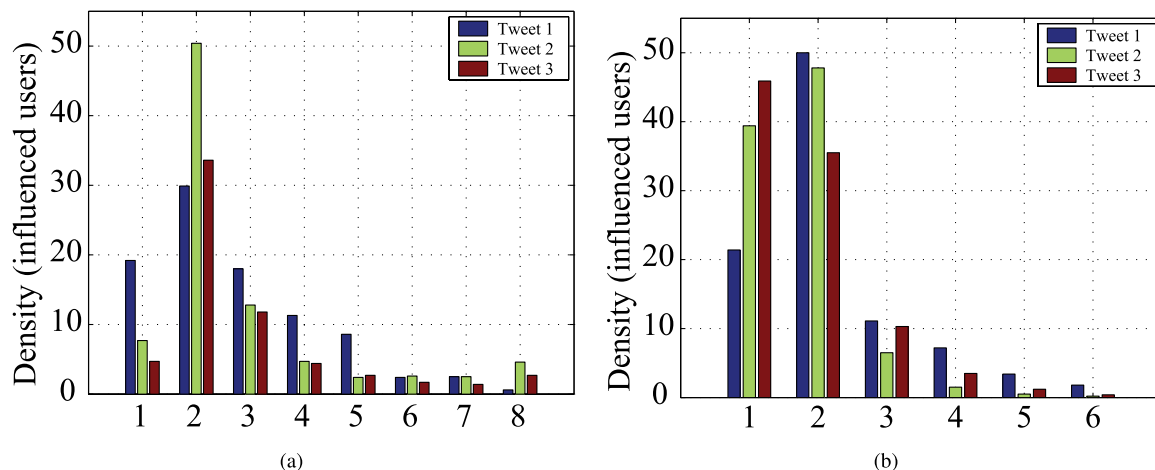 Density (influenced users)
50
40
30
20
10
0
1 2 3 4 5 6 7 8
Tweet 1
Tweet 2
Tweet 3
(a)
Density (influenced users)
50
40
30
20
10
0
1 2 3 4 5 6
Tweet 1
Tweet 2
Tweet 3
(b)